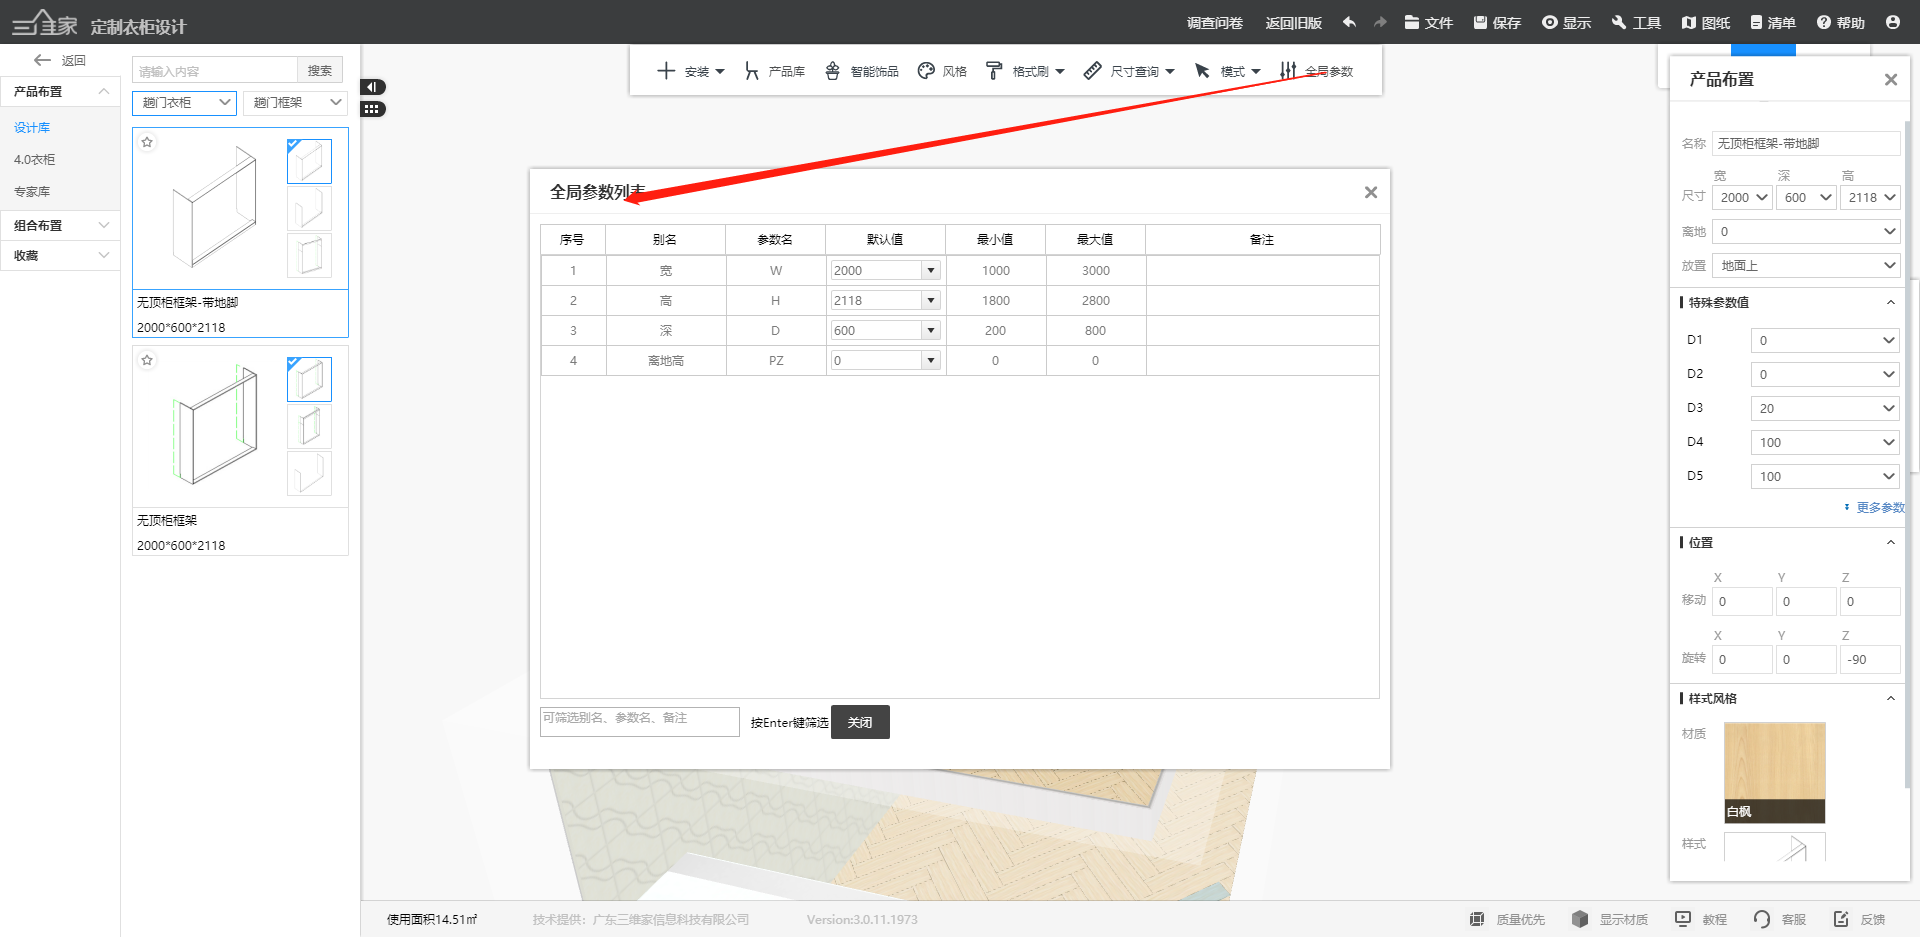 三维家 定制衣柜设计
调查问卷 返回旧版 文件 保存 显示 工具 图纸 清单 帮助
返回
产品布置
设计库
4.0衣柜
专家库
组合布置
收藏
请输入内容 搜索
趟门衣柜 趟门框架
无顶柜框架-带地脚
2000*600*2118
无顶柜框架
2000*600*2118
安装 产品库 智能饰品 风格 格式刷 尺寸查询 模式 全局参数
全局参数列表
序号 别名 参数名 默认值 最小值 最大值 备注
1 宽 W 2000 1000 3000
2 高 H 2118 1800 2800
3 深 D 600 200 800
4 离地高 PZ 0 0 0
可筛选别名、参数名、备注 按Enter键筛选 关闭
产品布置
名称 无顶柜框架-带地脚
宽 深 高
尺寸 2000 600 2118
离地 0
放置 地面上
特殊参数值
D1 0
D2 0
D3 20
D4 100
D5 100
更多参数
位置
X Y Z
移动 0 0 0
X Y Z
旋转 0 0 -90
样式风格
材质
白枫
样式
使用面积14.51㎡ 技术提供：广东三维家信息科技有限公司 Version:3.0.11.1973
质量优先 显示材质 教程 客服 反馈